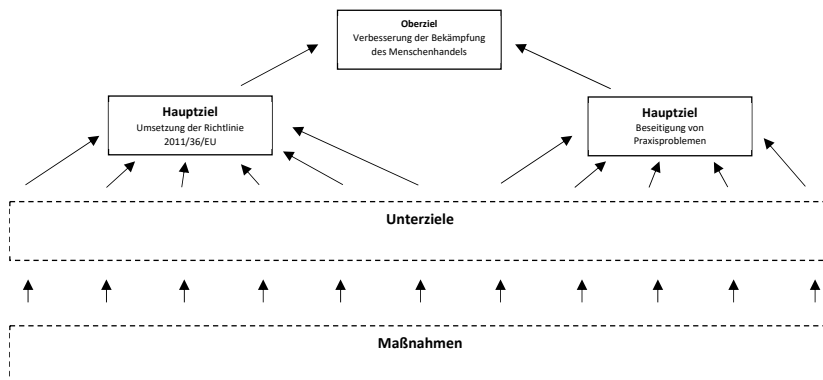 Oberziel
Verbesserung der Bekämpfung
des Menschenhandels
Hauptziel
Umsetzung der Richtlinie
2011/36/EU
Hauptziel
Beseitigung von
Praxisproblemen
Unterziele
Maßnahmen